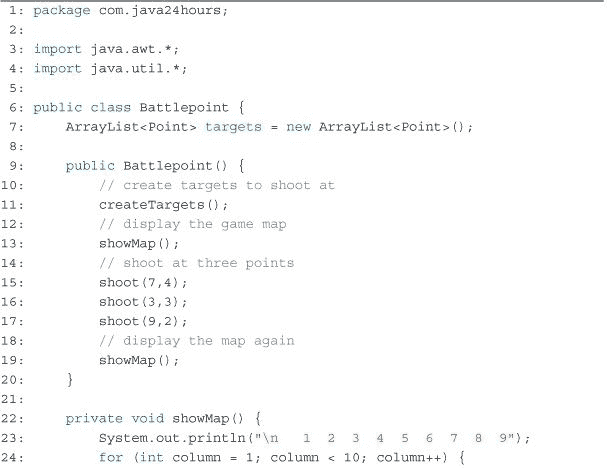 1: package com.java24hours;
2:
3: import java.awt.*;
4: import java.util.*;
5:
6: public class Battlepoint {
7:     ArrayList<Point> targets = new ArrayList<Point>();
8:
9:     public Battlepoint() {
10:         // create targets to shoot at
11:         createTargets();
12:         // display the game map
13:         showMap();
14:         // shoot at three points
15:         shoot(7,4);
16:         shoot(3,3);
17:         shoot(9,2);
18:         // display the map again
19:         showMap();
20:     }
21:
22:     private void showMap() {
23:         System.out.println("\n   1  2  3  4  5  6  7  8  9");
24:         for (int column = 1; column < 10; column++) {